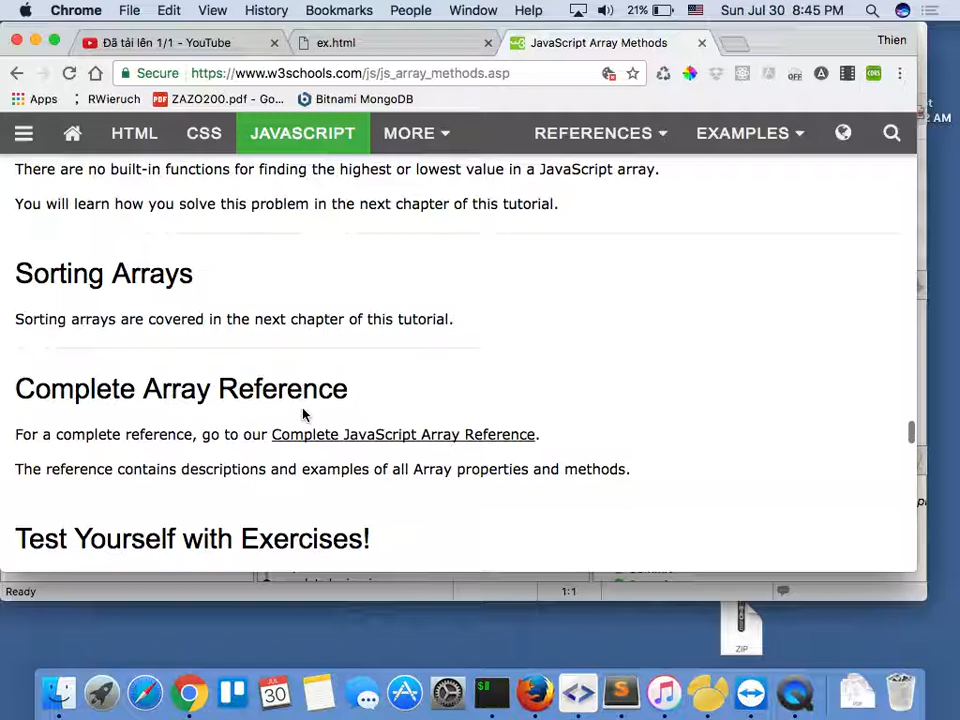 Chrome File Edit View History Bookmarks People Window Help 21% Sun Jul 30 8:45 PM
Đã tải lên 1/1 - YouTube ex.html JavaScript Array Methods Thien
Secure https://www.w3schools.com/js/js_array_methods.asp
Apps RWieruch ZAZO200.pdf - Go... Bitnami MongoDB
HTML CSS JAVASCRIPT MORE REFERENCES EXAMPLES
There are no built-in functions for finding the highest or lowest value in a JavaScript array.
You will learn how you solve this problem in the next chapter of this tutorial.
Sorting Arrays
Sorting arrays are covered in the next chapter of this tutorial.
Complete Array Reference
For a complete reference, go to our Complete JavaScript Array Reference.
The reference contains descriptions and examples of all Array properties and methods.
Test Yourself with Exercises!
Ready 1:1
ZIP
JUL
30